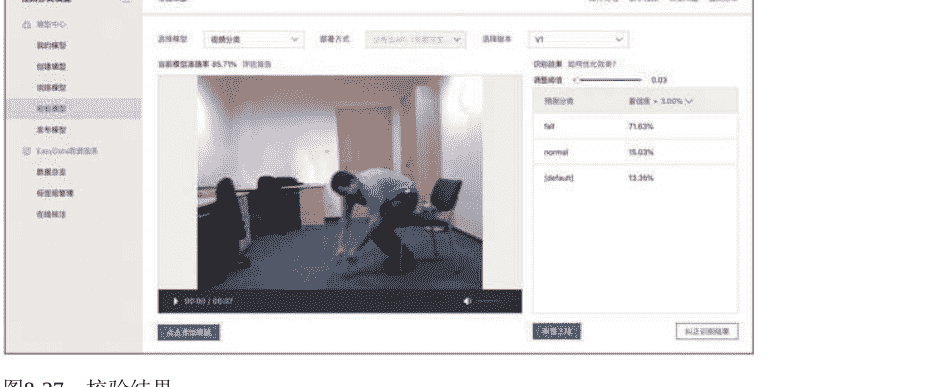 模型中心
我的模型
创建模型
训练模型
校验模型
发布模型
EasyData数据服务
数据总览
标签组管理
在线标注
选择模型 视频分类 部署方式 选择版本 V1
当前模型准确率 85.71% 评估报告
识别结果 如何优化效果?
调整阈值 0.03
预测分类 置信度 > 3.00%
fall 71.63%
normal 15.03%
[default] 13.35%
00:00 / 00:07
点击添加视频
纠正识别结果
图8-27 校验结果